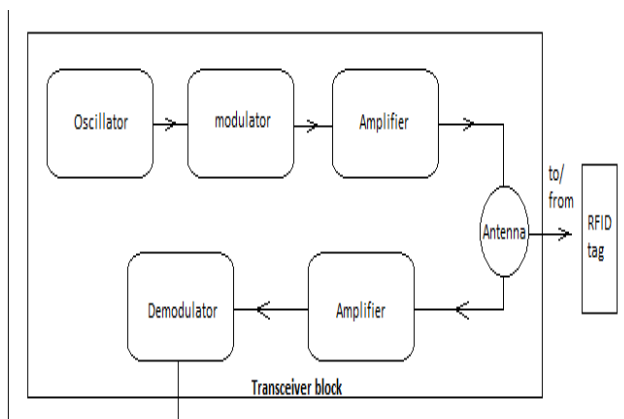 Oscillator
modulator
Amplifier
to/
from
RFID
tag
Antenna
Demodulator
Amplifier
Transceiver block